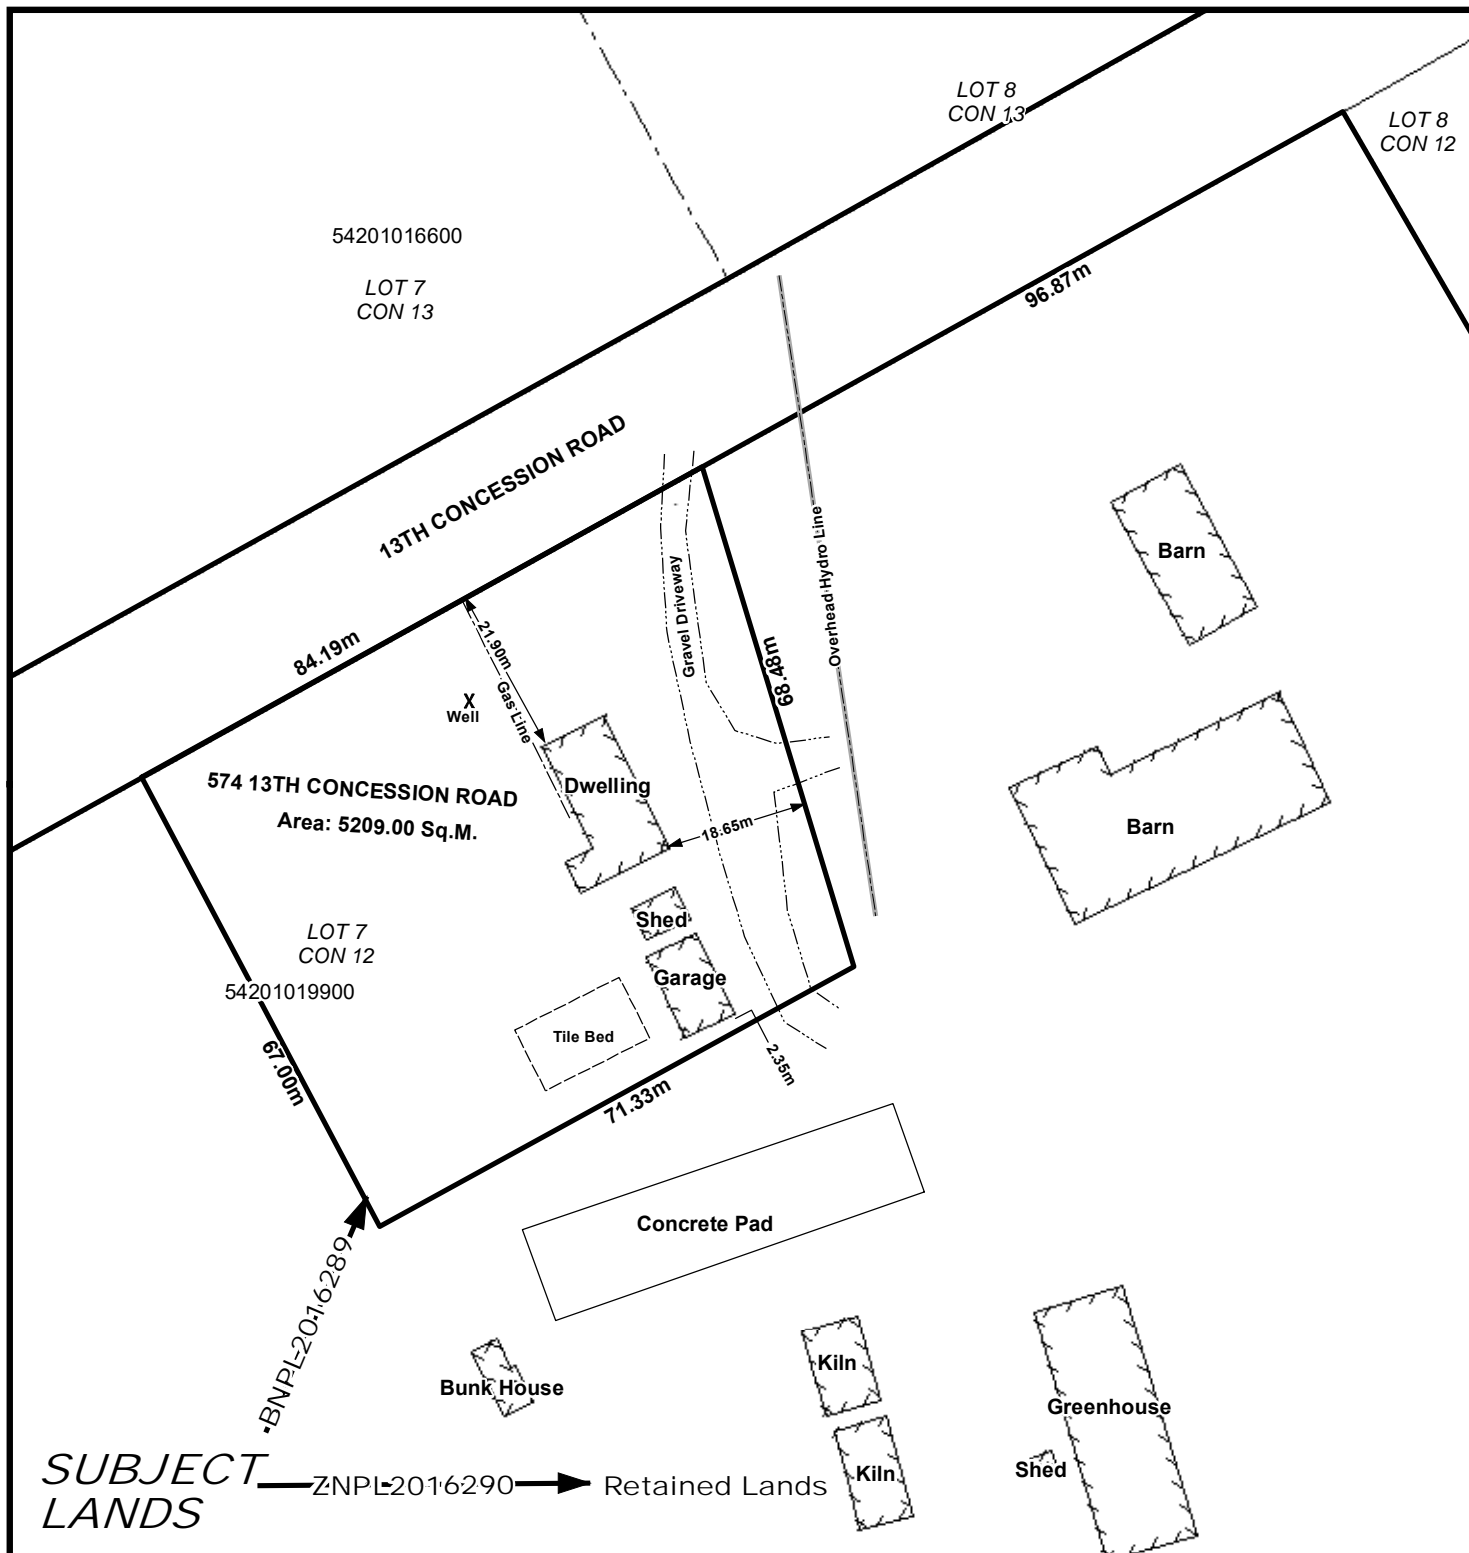 LOT 8
CON 13
LOT 8
CON 12
54201016600
LOT 7
CON 13
96.87m
13TH CONCESSION ROAD
Overhead Hydro Line
Barn
Gravel Driveway
84.19m
21.90m
Gas Line
68.48m
X
Well
574 13TH CONCESSION ROAD
Area: 5209.00 Sq.M.
Dwelling
18.65m
Barn
Shed
LOT 7
CON 12
54201019900
Garage
Tile Bed
2.35m
67.00m
71.33m
Concrete Pad
BNPL2016289
Kiln
Bunk House
Greenhouse
SUBJECT
LANDS
ZNPL2016290
Retained Lands
Kiln
Shed